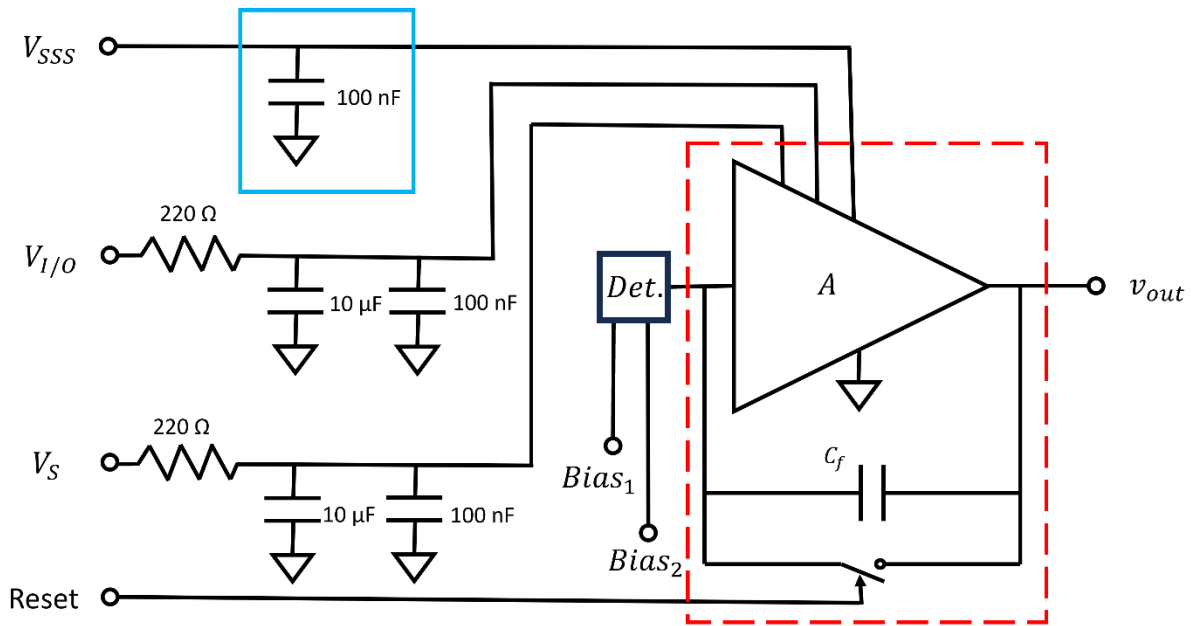 V_SSS
100 nF
220 Ω
V_I/O
10 µF
100 nF
Det.
A
v_out
220 Ω
V_S
10 µF
100 nF
Bias_1
C_f
Bias_2
Reset